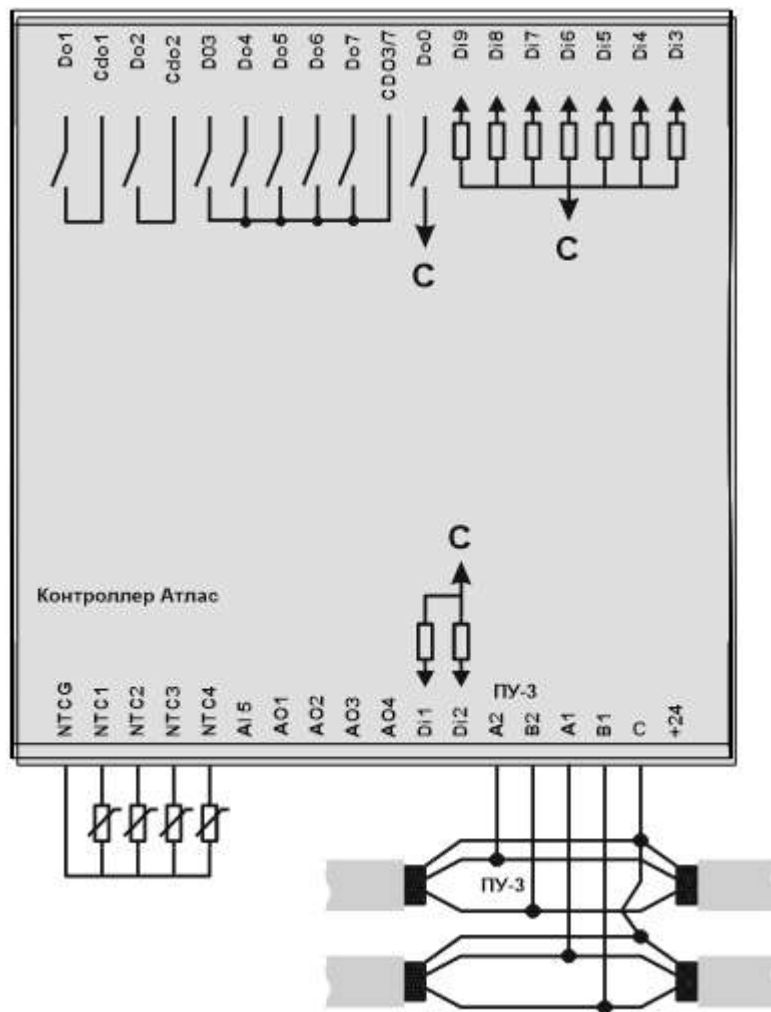 Do1
Cdo1
Do2
Cdo2
D03
Do4
Do5
Do6
Do7
CDO3/7
Do0
Di9
Di8
Di7
Di6
Di5
Di4
Di3
C
C
C
Контроллер Атлас
ПУ-3
NTCG
NTC1
NTC2
NTC3
NTC4
AI5
AO1
AO2
AO3
AO4
Di1
Di2
A2
B2
A1
B1
C
+24
ПУ-3